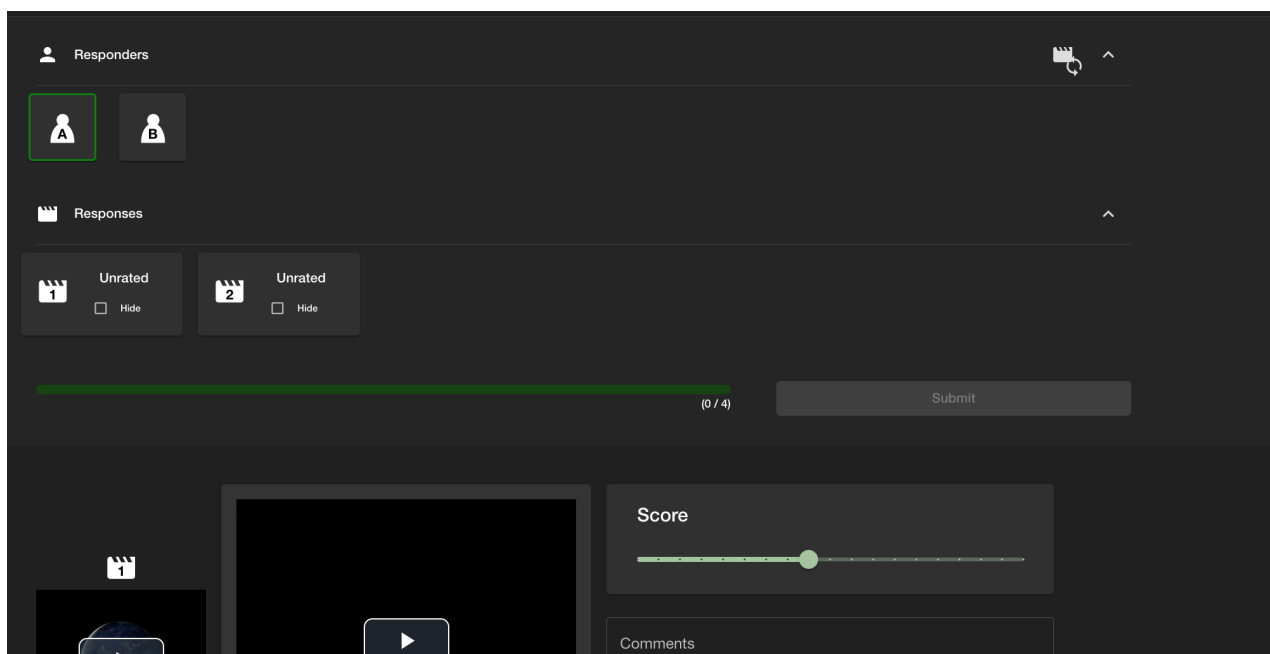 Responders
A
B
Responses
1
Unrated
Hide
2
Unrated
Hide
(0 / 4)
Submit
Score
1
Comments